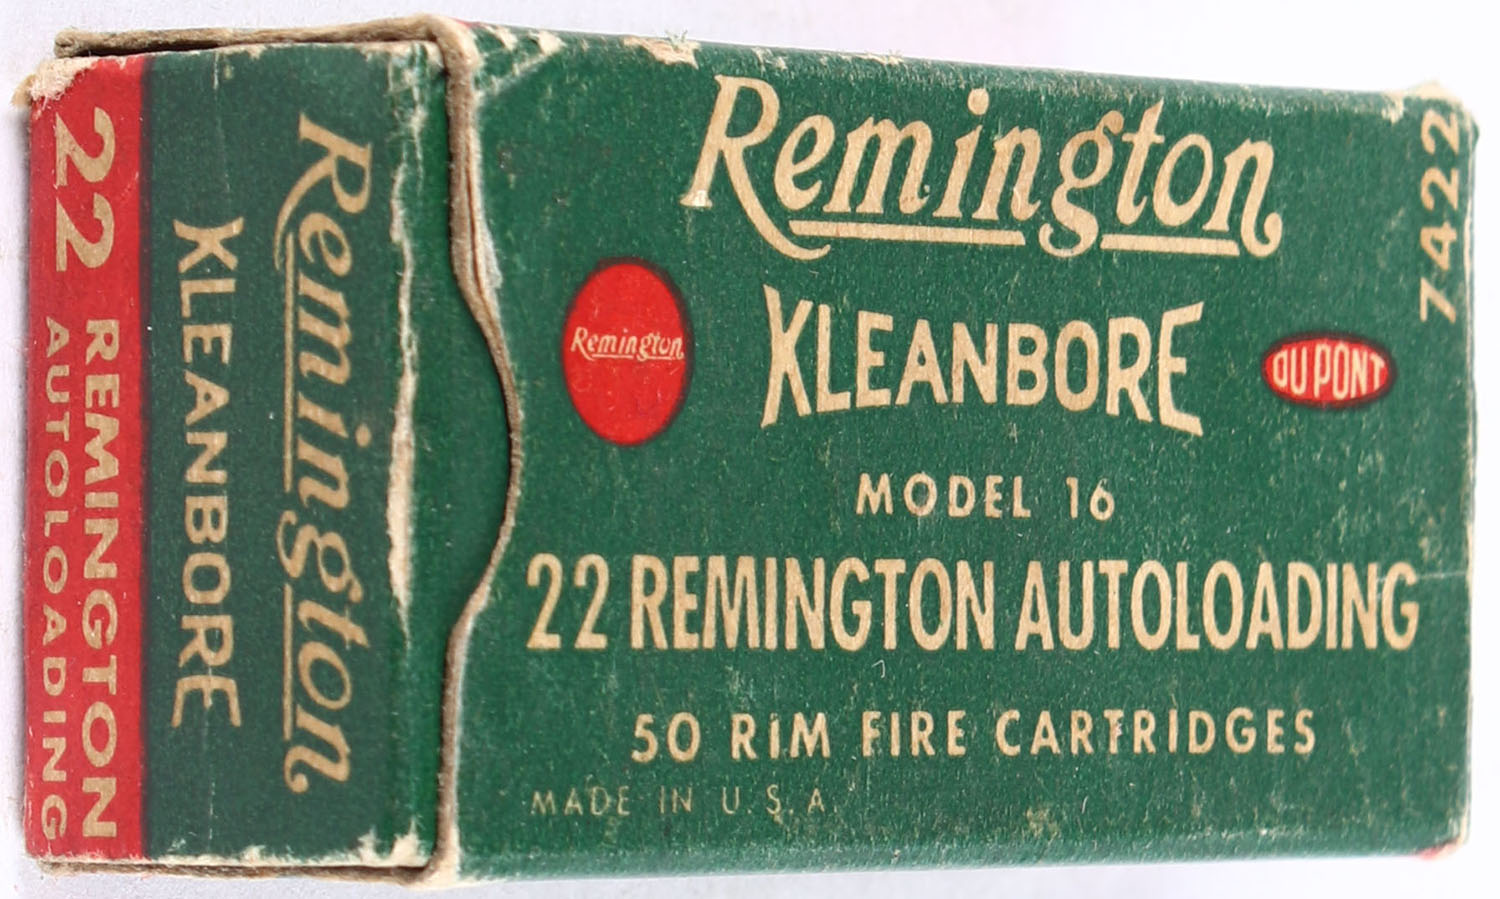 Remington
7422
Remington
KLEANBORE
DU PONT
MODEL 16
22 REMINGTON AUTOLOADING
50 RIM FIRE CARTRIDGES
MADE IN U.S.A.
Remington
KLEANBORE
22 REMINGTON
AUTOLOADING